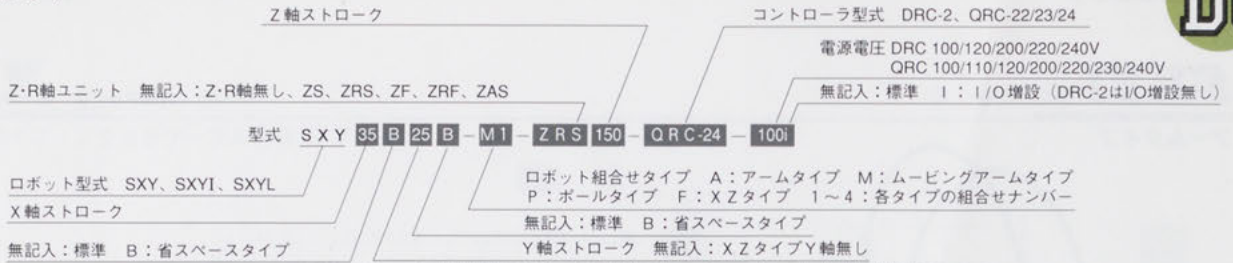 Z軸ストローク
コントローラ型式 DRC-2、QRC-22/23/24
電源電圧 DRC 100/120/200/220/240V
QRC 100/110/120/200/220/230/240V
Z·R軸ユニット 無記入：Z·R軸無し、ZS、ZRS、ZF、ZRF、ZAS
無記入：標準 I：I/O増設（DRC-2はI/O増設無し）
型式 SXY 35 B 25 B - M1 - ZRS 150 - QRC-24 - 100i
ロボット型式 SXY、SXYI、SXYL
ロボット組合せタイプ A：アームタイプ M：ムービングアームタイプ
P：ポールタイプ F：XZタイプ 1～4：各タイプの組合せナンバー
X軸ストローク
無記入：標準 B：省スペースタイプ
無記入：標準 B：省スペースタイプ
Y軸ストローク 無記入：XZタイプY軸無し